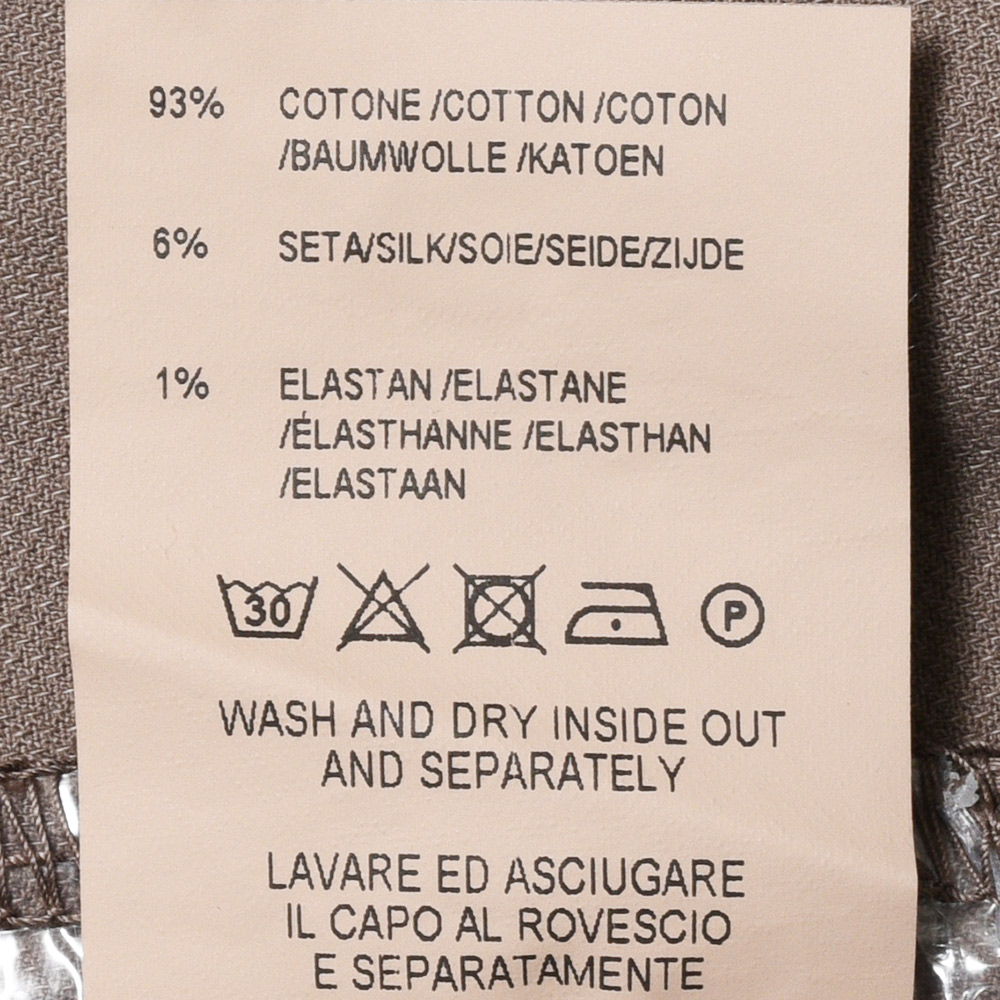 93% COTONE /COTTON /COTON
/BAUMWOLLE /KATOEN
6% SETA/SILK/SOIE/SEIDE/ZIJDE
1% ELASTAN /ELASTANE
/ÉLASTHANNE /ELASTHAN
/ELASTAAN
30 P
WASH AND DRY INSIDE OUT
AND SEPARATELY
LAVARE ED ASCIUGARE
IL CAPO AL ROVESCIO
E SEPARATAMENTE